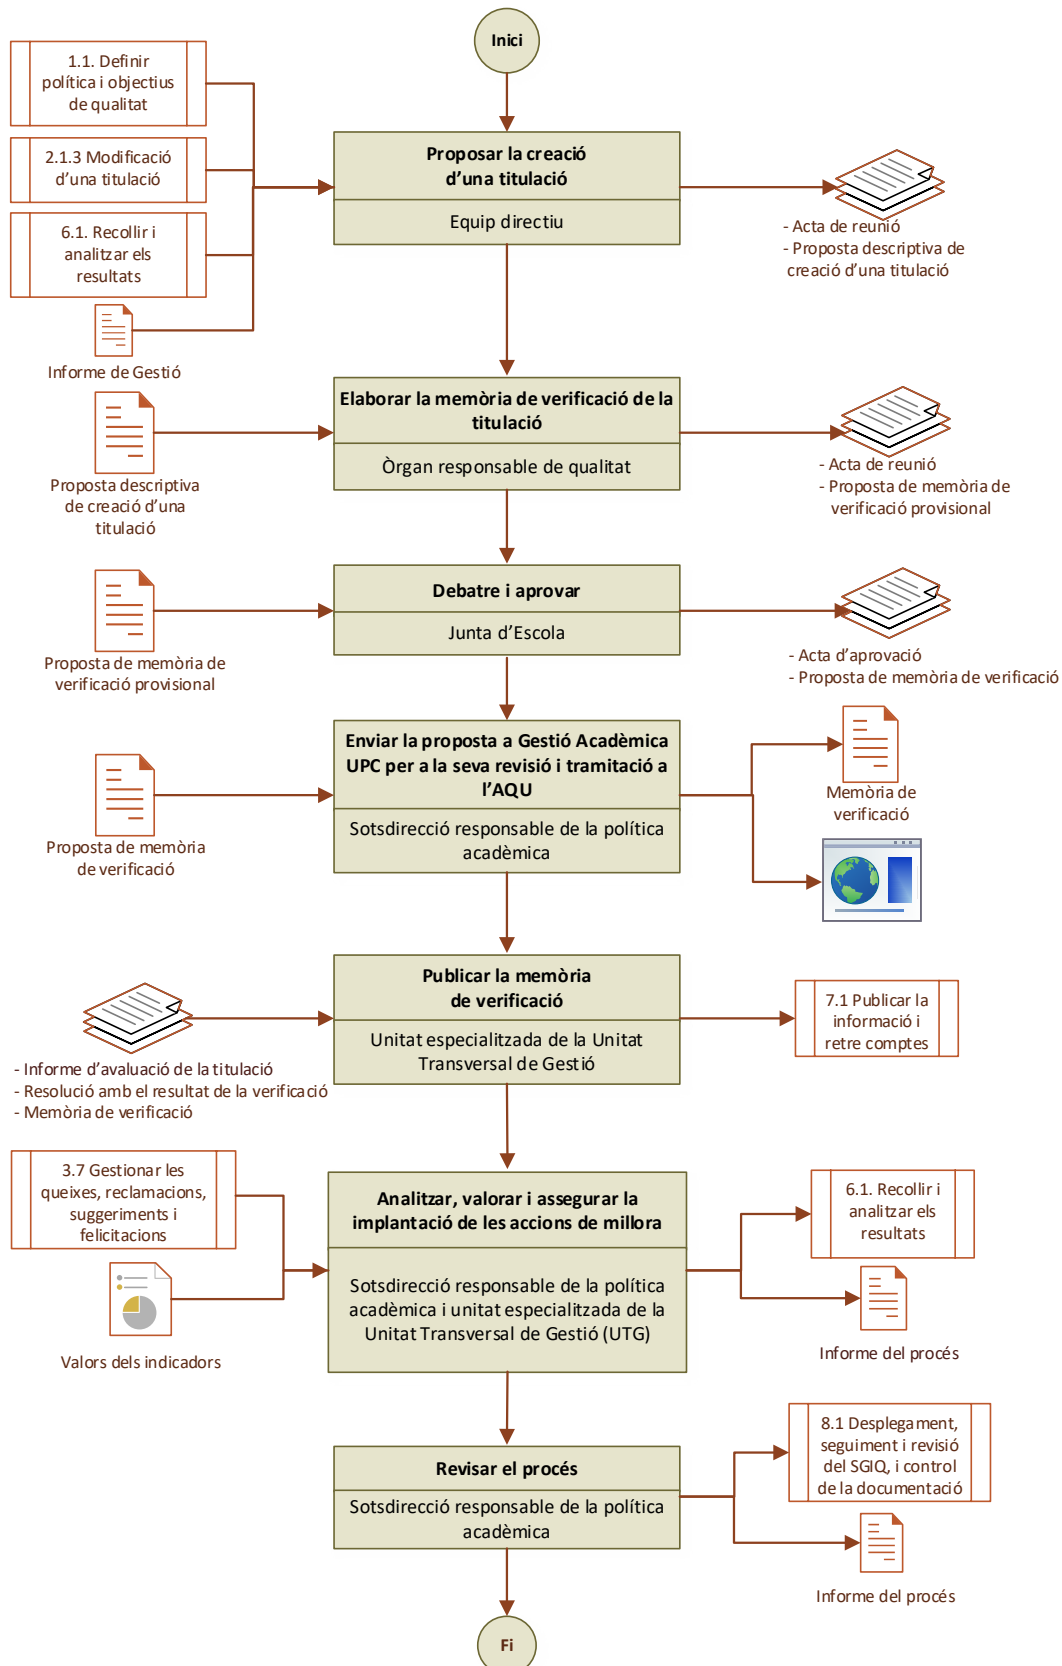 Inici
1.1. Definir
política i objectius
de qualitat
2.1.3 Modificació
d'una titulació
6.1. Recollir i
analitzar els
resultats
Informe de Gestió
Proposar la creació
d'una titulació
Equip directiu
- Acta de reunió
- Proposta descriptiva de
creació d'una titulació
Proposta descriptiva
de creació d'una
titulació
Elaborar la memòria de verificació de la
titulació
Òrgan responsable de qualitat
- Acta de reunió
- Proposta de memòria de
verificació provisional
Proposta de memòria de
verificació provisional
Debatre i aprovar
Junta d'Escola
- Acta d'aprovació
- Proposta de memòria de verificació
Proposta de memòria
de verificació
Enviar la proposta a Gestió Acadèmica
UPC per a la seva revisió i tramitació a
l'AQU
Sotsdirecció responsable de la política
acadèmica
Memòria de
verificació
- Informe d'avaluació de la titulació
- Resolució amb el resultat de la verificació
- Memòria de verificació
Publicar la memòria
de verificació
Unitat especialitzada de la Unitat
Transversal de Gestió
7.1 Publicar la
informació i
retre comptes
3.7 Gestionar les
queixes, reclamacions,
suggeriments i
felicitacions
Valors dels indicadors
Analitzar, valorar i assegurar la
implantació de les accions de millora
Sotsdirecció responsable de la política
acadèmica i unitat especialitzada de la
Unitat Transversal de Gestió (UTG)
6.1. Recollir i
analitzar els
resultats
Informe del procés
Revisar el procés
Sotsdirecció responsable de la política
acadèmica
8.1 Desplegament,
seguiment i revisió
del SGIQ, i control
de la documentació
Informe del procés
Fi